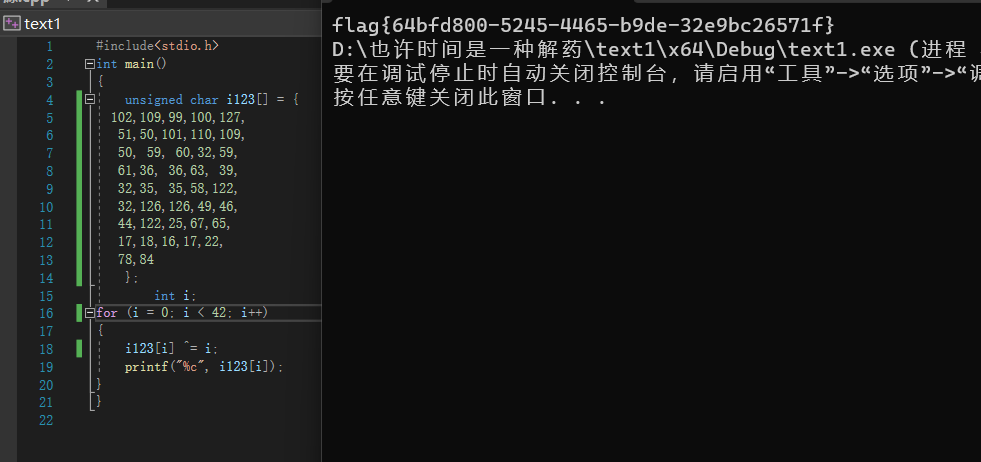 text1
1 #include<stdio.h>
2 int main()
3 {
4 unsigned char i123[] = {
5 102,109,99,100,127,
6 51,50,101,110,109,
7 50, 59, 60,32,59,
8 61,36, 36,63, 39,
9 32,35, 35,58,122,
10 32,126,126,49,46,
11 44,122,25,67,65,
12 17,18,16,17,22,
13 78,84
14 };
15 int i;
16 for (i = 0; i < 42; i++)
17 {
18 i123[i] ^= i;
19 printf("%c", i123[i]);
20 }
21 }
22
flag{64bfd800-5245-4465-b9de-32e9bc26571f}
D:\也许时间是一种解药\text1\x64\Debug\text1.exe (进程
要在调试停止时自动关闭控制台，请启用“工具”->“选项”->“调
按任意键关闭此窗口. . .